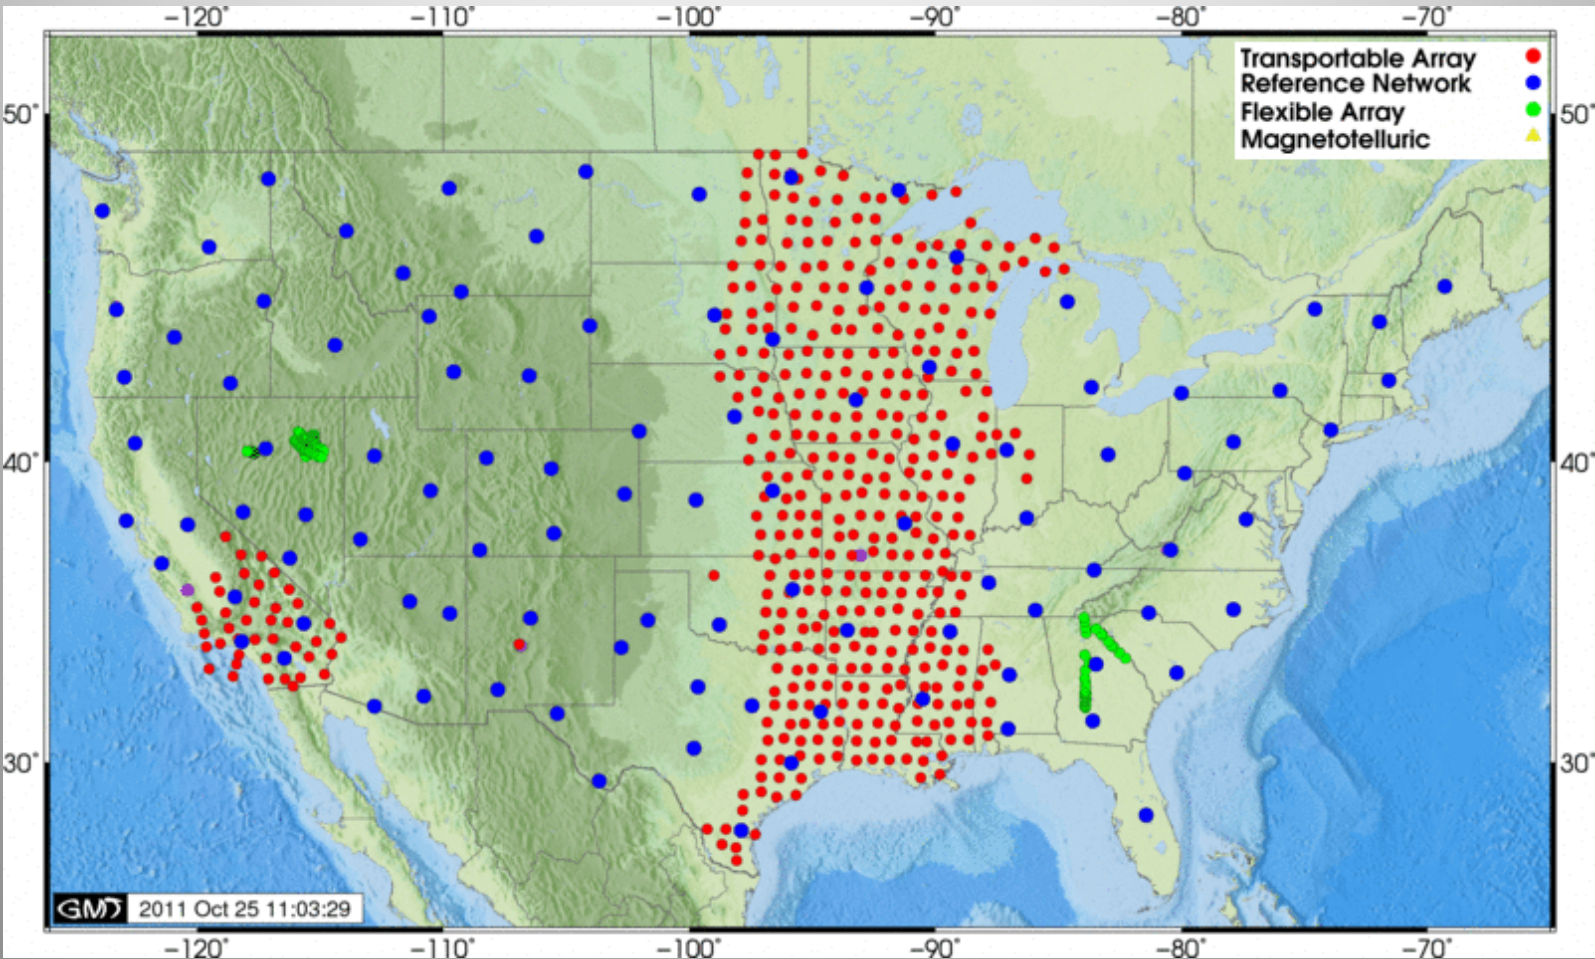 −120° −110° −100° −90° −80° −70°
Transportable Array
Reference Network
Flexible Array
Magnetotelluric
50° 50°
40° 40°
30° 30°
GMT 2011 Oct 25 11:03:29
−120° −110° −100° −90° −80° −70°